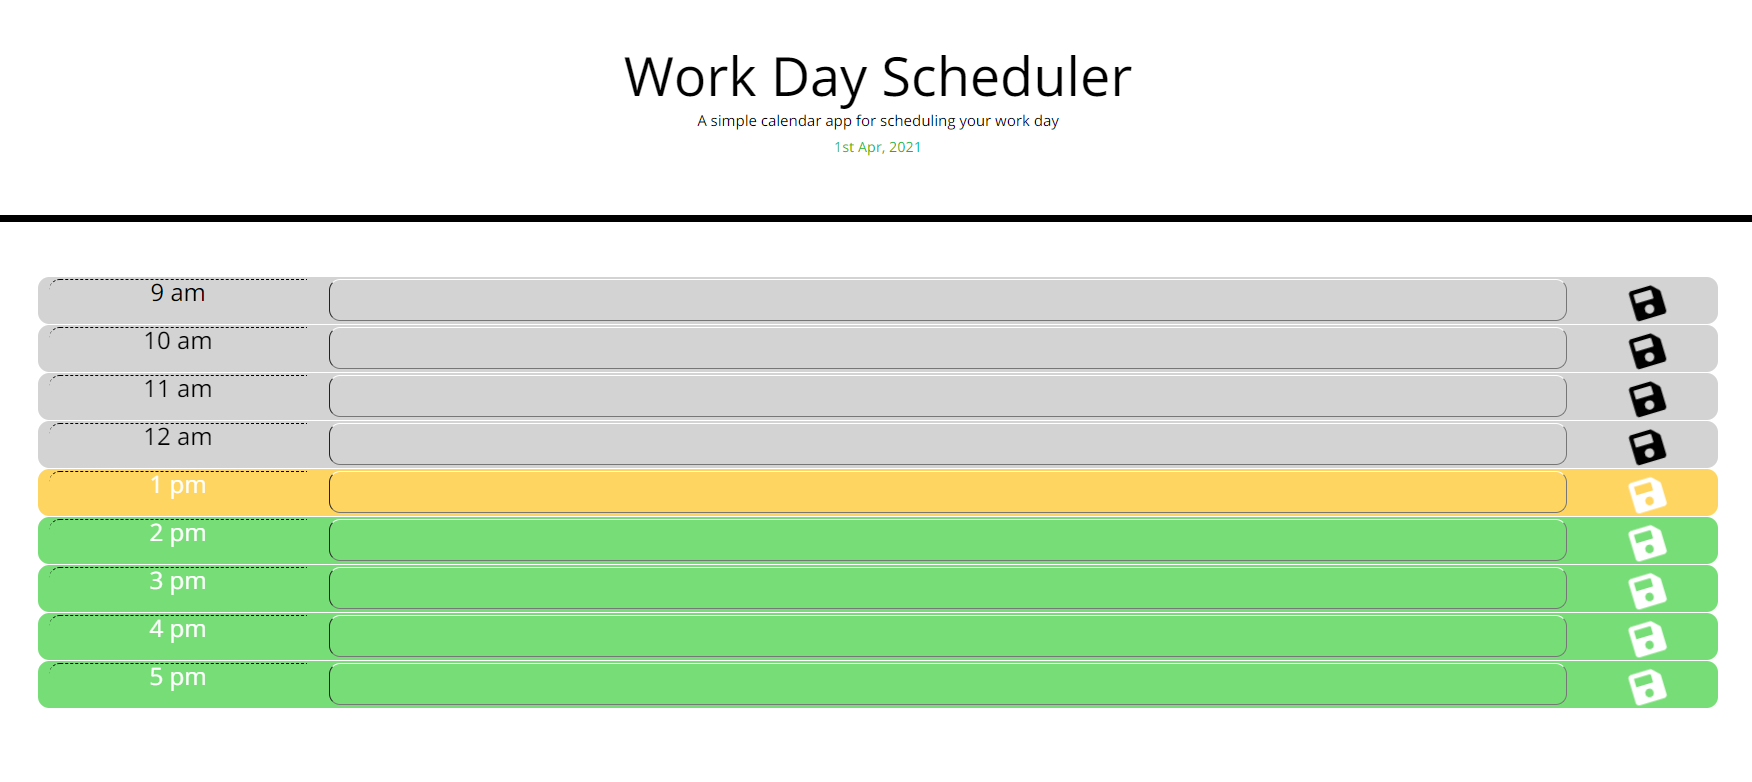 Work Day Scheduler
A simple calendar app for scheduling your work day
1st Apr, 2021
9 am
10 am
11 am
12 am
1 pm
2 pm
3 pm
4 pm
5 pm